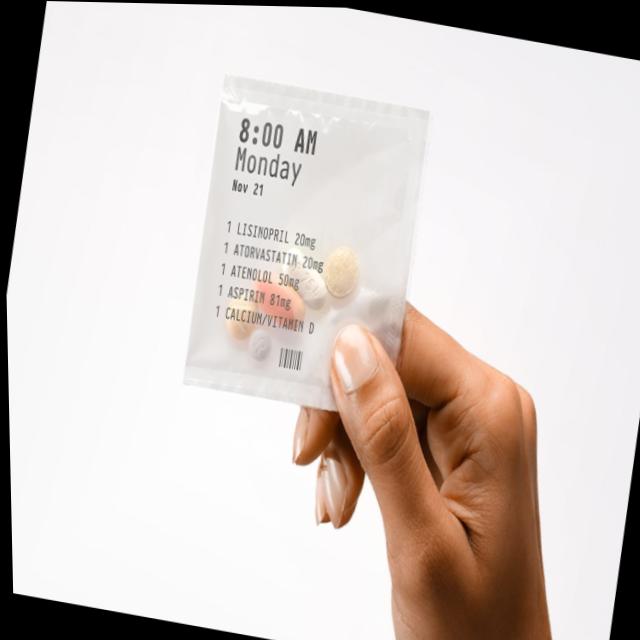 8:00 AM
Monday
Nov 21
1 LISINOPRIL 20mg
1 ATORVASTATIN 20mg
1 ATENOLOL 50mg
1 ASPIRIN 81mg
1 CALCIUM/VITAMIN D